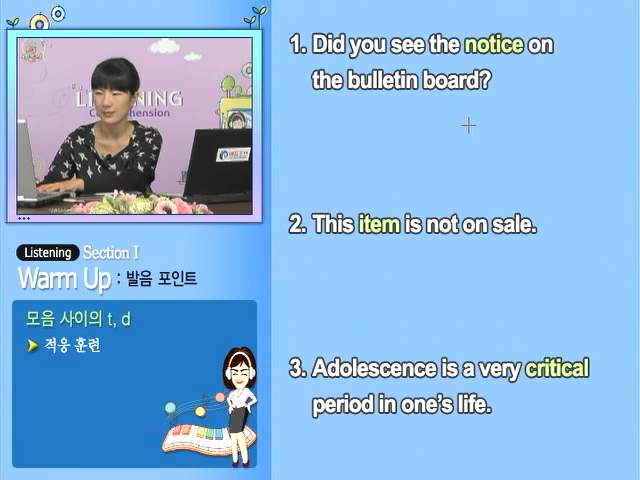 LISTENING
Comprehension
Listening Section I
Warm Up : 발음 포인트
모음 사이의 t, d
적응 훈련
1. Did you see the notice on
the bulletin board?
2. This item is not on sale.
3. Adolescence is a very critical
period in one's life.